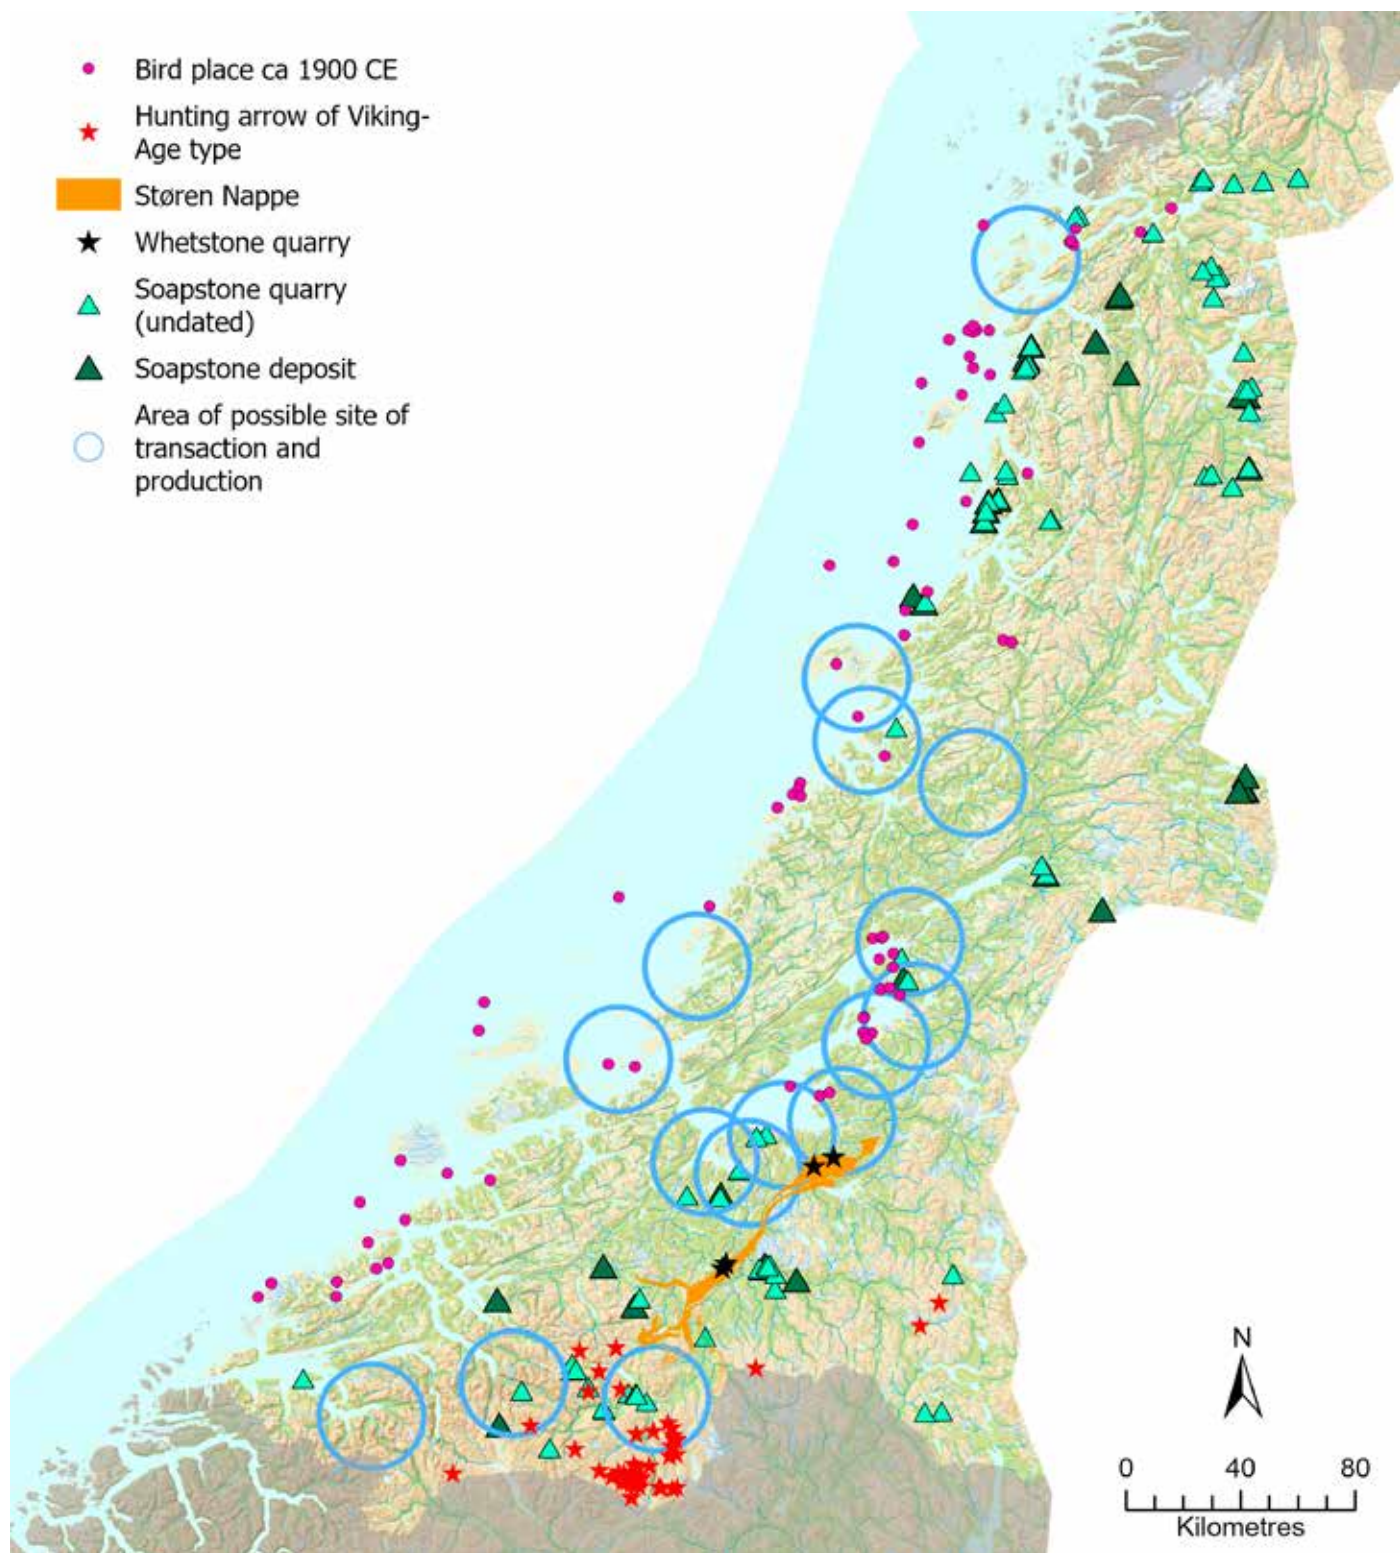 Bird place ca 1900 CE
Hunting arrow of Viking-
Age type
Støren Nappe
Whetstone quarry
Soapstone quarry
(undated)
Soapstone deposit
Area of possible site of
transaction and
production
N
0 40 80
Kilometres